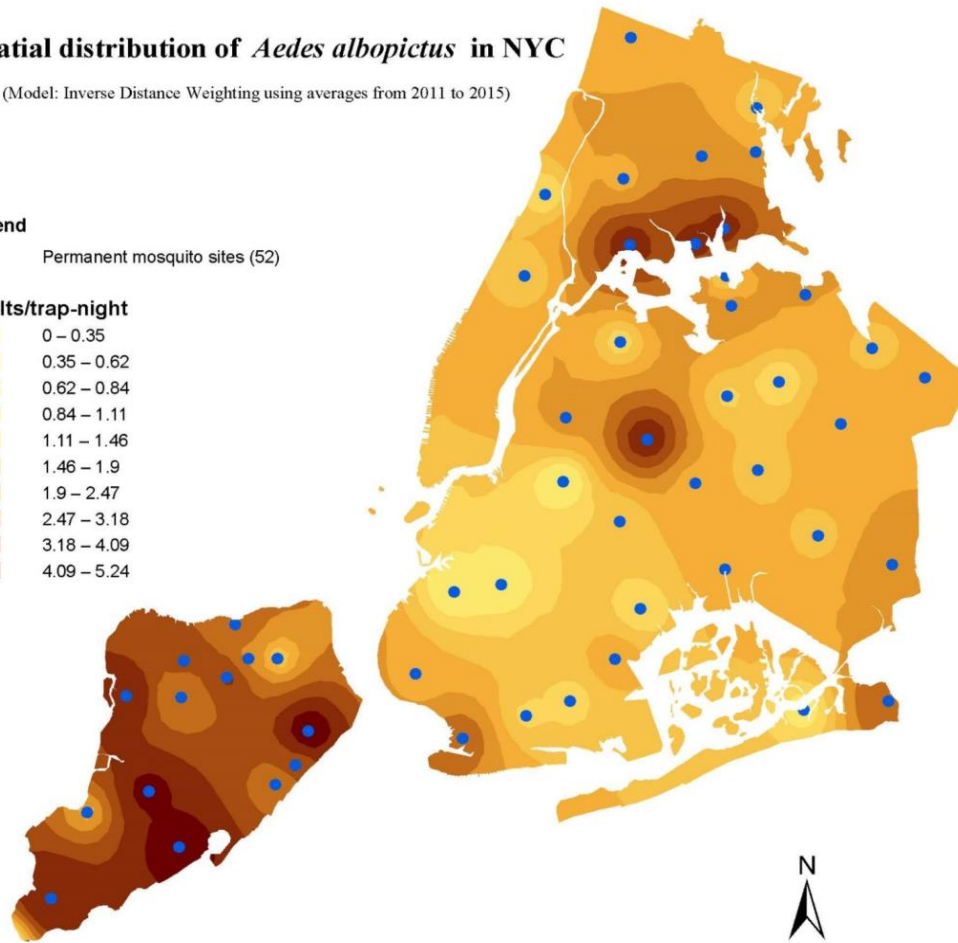 atial distribution of Aedes albopictus in NYC
(Model: Inverse Distance Weighting using averages from 2011 to 2015)
end
Permanent mosquito sites (52)
lts/trap-night
0 – 0.35
0.35 – 0.62
0.62 – 0.84
0.84 – 1.11
1.11 – 1.46
1.46 – 1.9
1.9 – 2.47
2.47 – 3.18
3.18 – 4.09
4.09 – 5.24
N